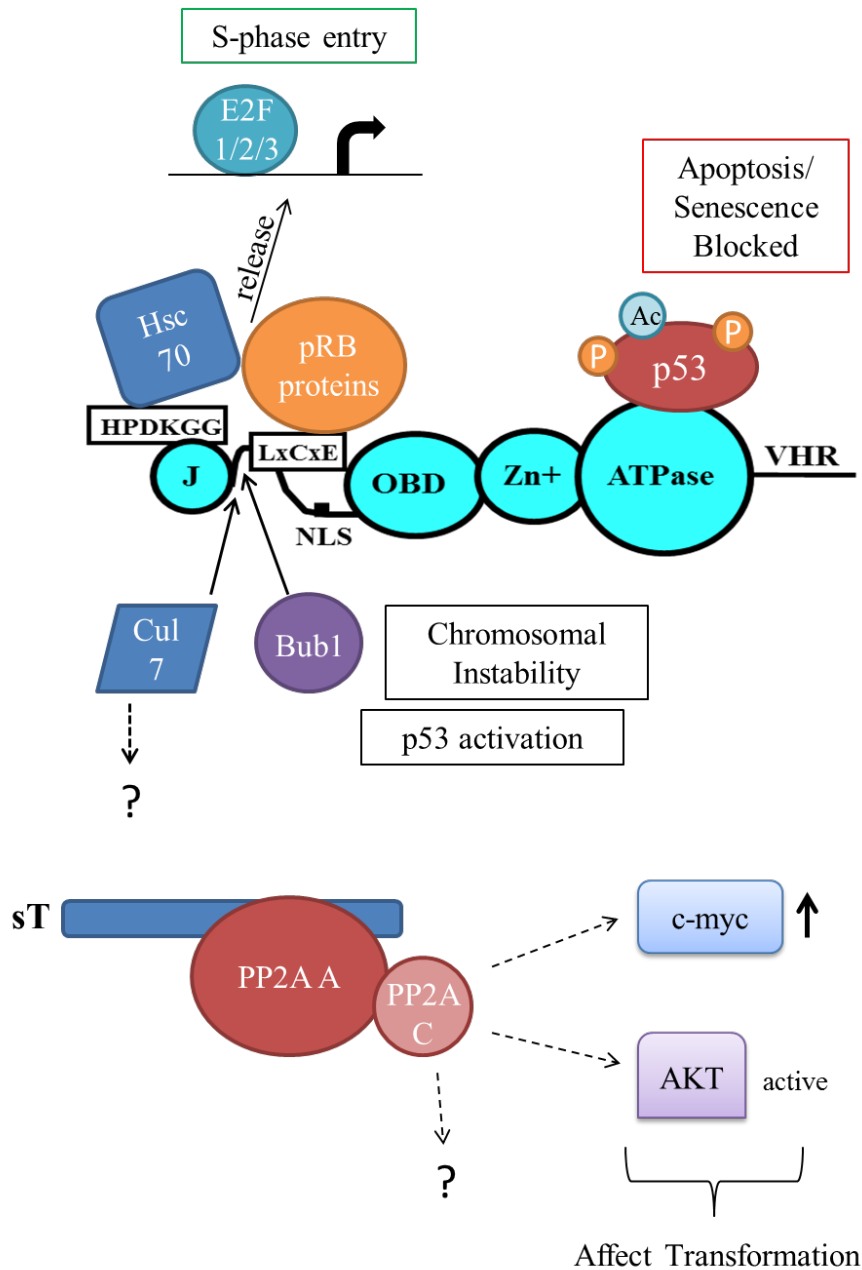 S-phase entry
E2F
1/2/3
Apoptosis/
Senescence
Blocked
release
Hsc
70
pRB
proteins
Ac
P
P
p53
HPDKGG
LxCxE
J
OBD
Zn+
ATPase
VHR
NLS
Cul
7
Bub1
Chromosomal
Instability
p53 activation
?
sT
PP2A A
PP2A
C
c-myc
AKT
active
?
Affect Transformation